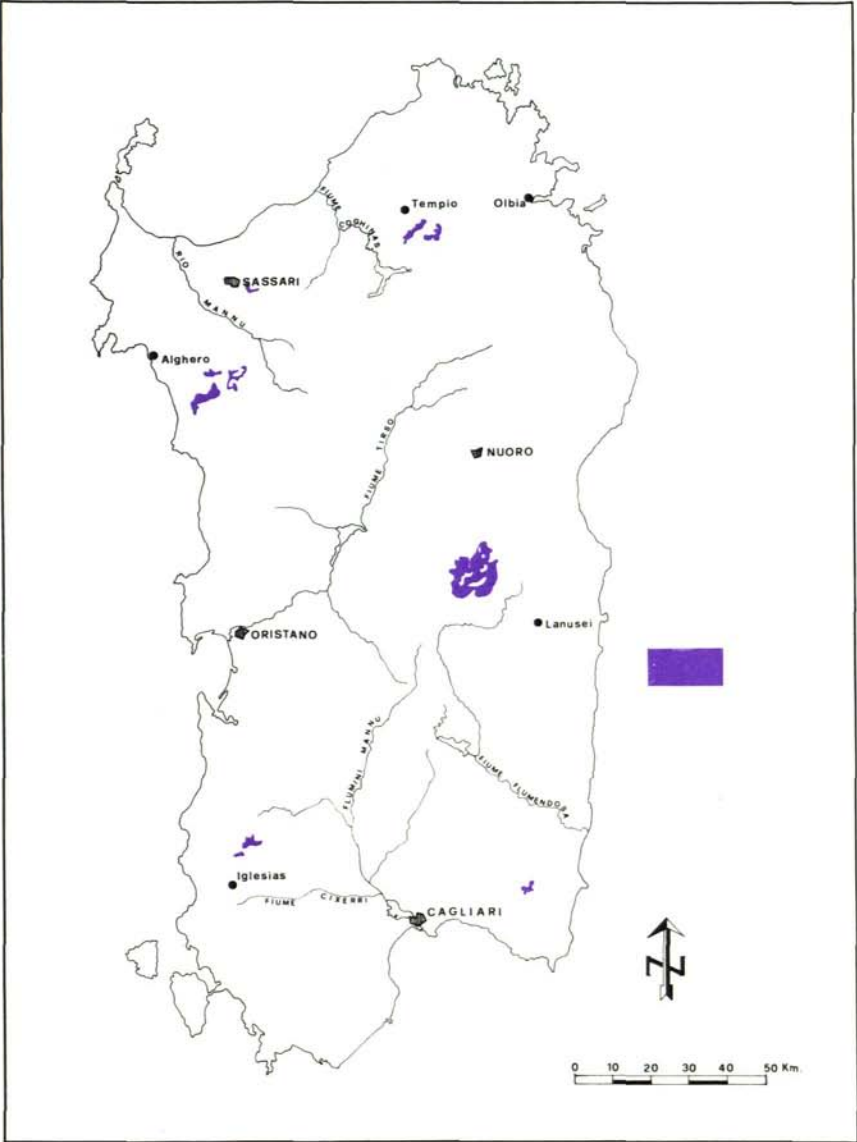 Tempio
Olbia
FIUME
COGHINAS
SASSARI
RIO
MANNU
Alghero
FIUME TIRSO
NUORO
Lanusei
ORISTANO
FLUMINI MANNU
FIUME FLUMENDOSA
Iglesias
FIUME CIXERRI
CAGLIARI
N
0 10 20 30 40 50 Km.